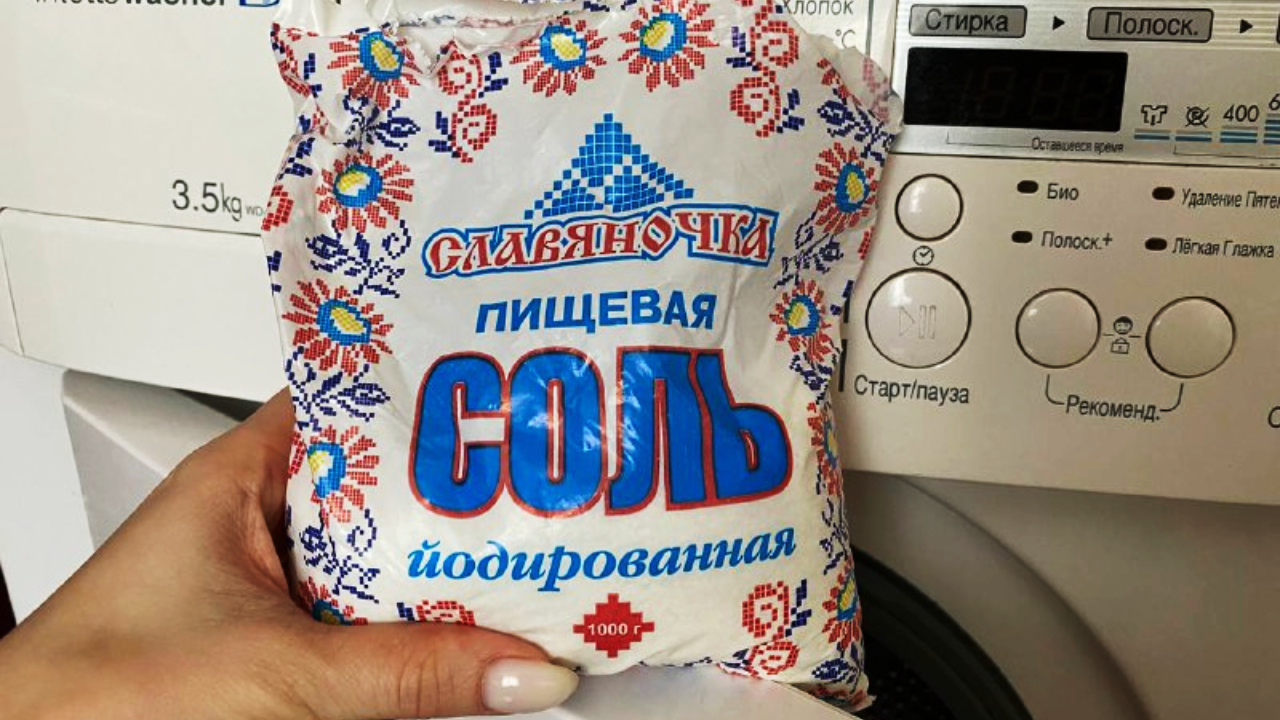 Хлопок
°C
Стирка
Полоск.
400
Оставшееся время
3.5kg
Био
Полоск.+
Лёгкая Глажка
Удаление
Старт/пауза
Рекоменд.
СЛАВЯНОЧКА
ПИЩЕВАЯ
СОЛЬ
йодированная
1000 г